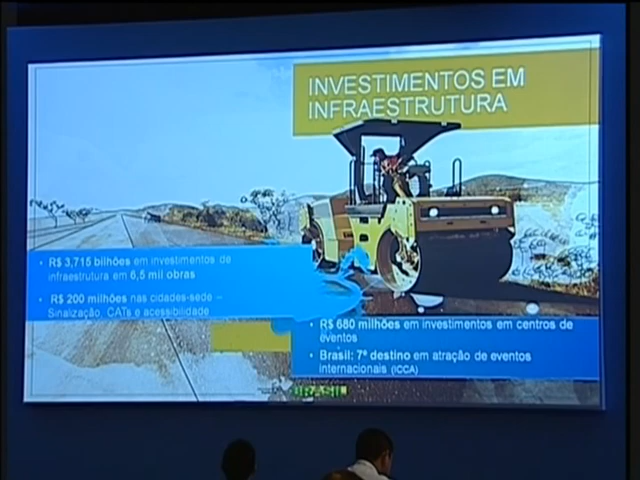 INVESTIMENTOS EM
INFRAESTRUTURA
• R$ 3,715 bilhões em investimentos de
infraestrutura em 6,5 mil obras
• R$ 200 milhões nas cidades-sede –
Sinalização, CATs e acessibilidade
• R$ 680 milhões em investimentos em centros de
eventos
• Brasil: 7º destino em atração de eventos
internacionais (ICCA)
BRASIL